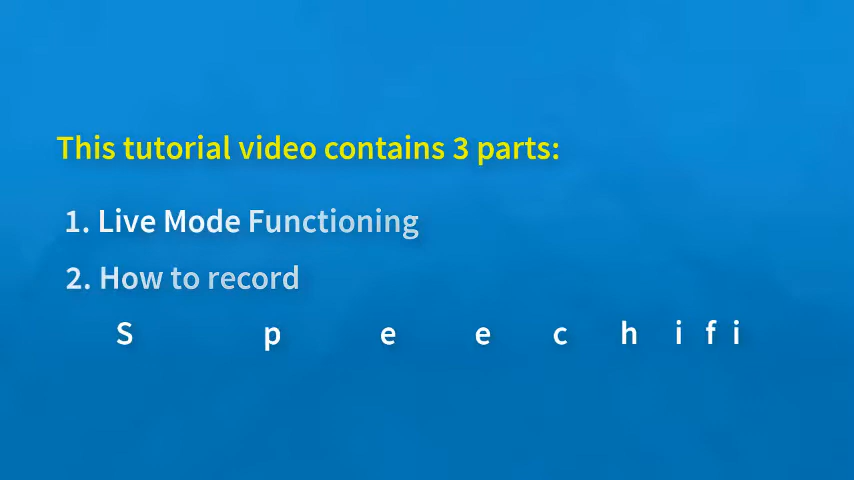 This tutorial video contains 3 parts:
1. Live Mode Functioning
2. How to record
S p e e c h i f i